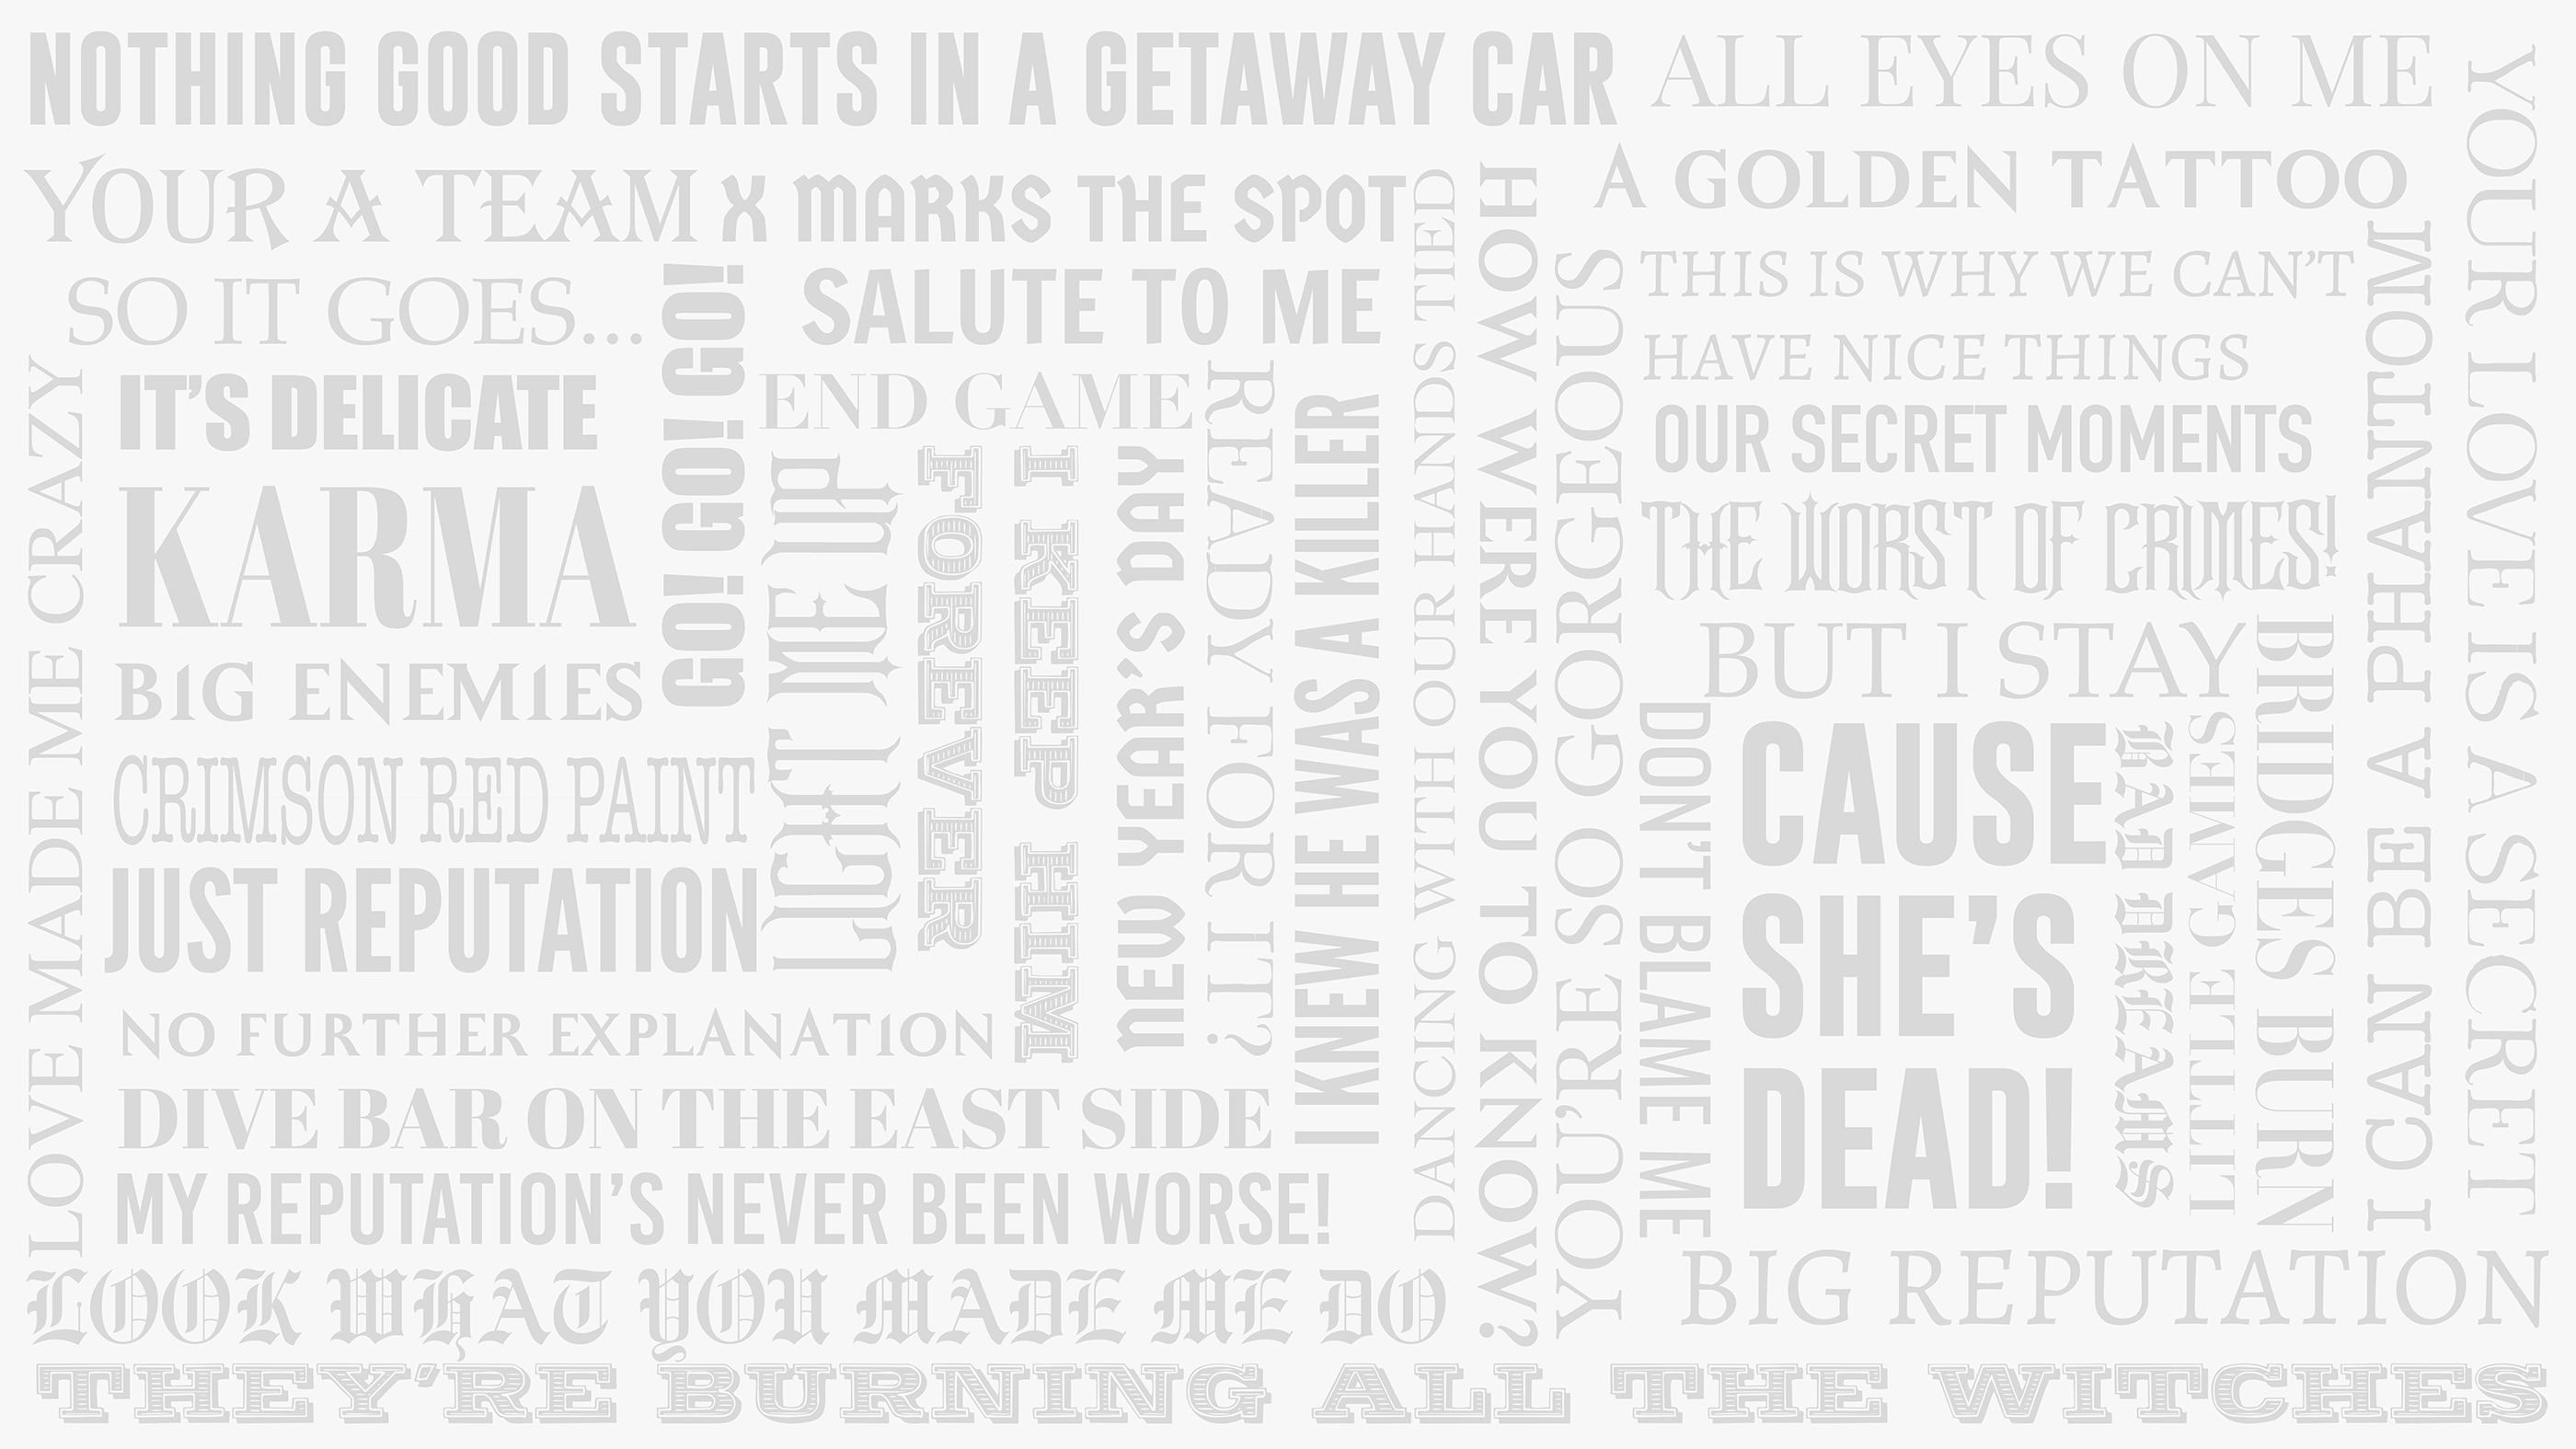 NOTHING GOOD STARTS IN A GETAWAY CAR
ALL EYES ON ME
YOUR LOVE IS A SECRET
YOUR A TEAM
X MARKS THE SPOT
A GOLDEN TATTOO
SO IT GOES...
GO! GO! GO! GO!
SALUTE TO ME
DANCING WITH OUR HANDS TIED
HOW WERE YOU TO KNOW?
YOU'RE SO GORGEOUS
THIS IS WHY WE CAN'T
HAVE NICE THINGS
I CAN BE A PHANTOM
LOVE MADE ME CRAZY
IT'S DELICATE
END GAME
READY FOR IT?
I KNEW HE WAS A KILLER
OUR SECRET MOMENTS
KARMA
LIGHT ME UP
FOREVER
I KEEP HIM
NEW YEAR'S DAY
THE WORST OF CRIMES!
BIG ENEMIES
BUT I STAY
BRIDGES BURN
CRIMSON RED PAINT
DON'T BLAME ME
CAUSE
SHE'S
DEAD!
BAD DREAMS
LITTLE GAMES
JUST REPUTATION
NO FURTHER EXPLANATION
DIVE BAR ON THE EAST SIDE
MY REPUTATION'S NEVER BEEN WORSE!
LOOK WHAT YOU MADE ME DO
BIG REPUTATION
THEY'RE BURNING ALL THE WITCHES